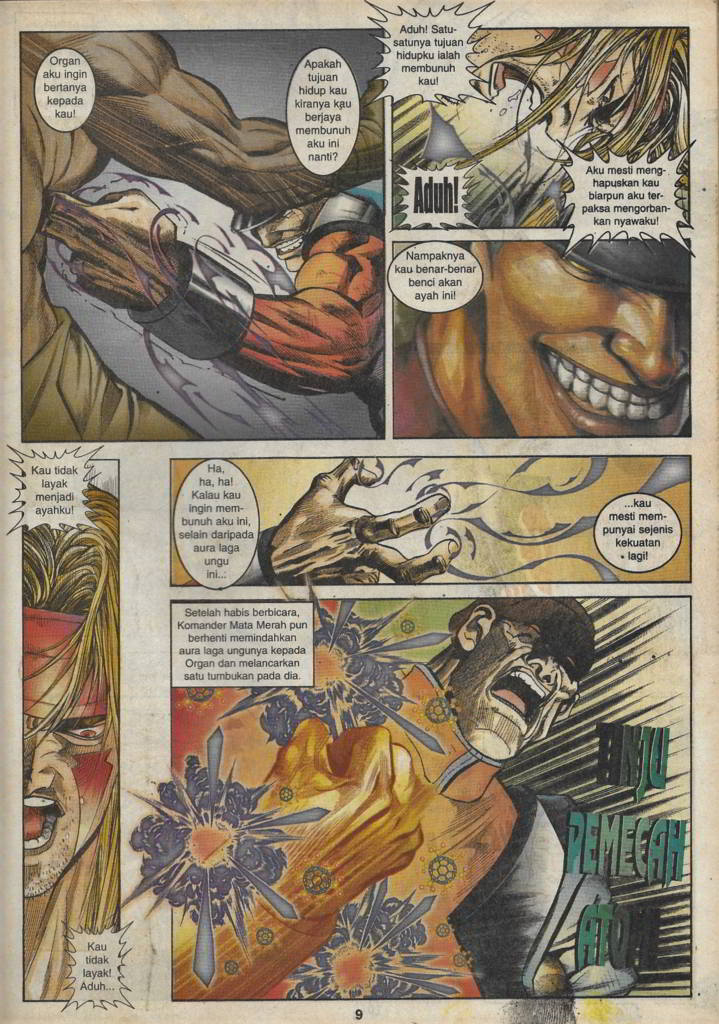 Organ
aku ingin
bertanya
kepada
kau!
Apakah
tujuan
hidup kau
kiranya kau
berjaya
membunuh
aku ini
nanti?
Aduh! Satu-
satunya tujuan
hidupku ialah
membunuh
kau!
Aduh!
Aku mesti meng-
hapuskan kau
biarpun aku ter-
paksa mengorban-
kan nyawaku!
Nampaknya
kau benar-benar
benci akan
ayah ini!
Kau tidak
layak
menjadi
ayahku!
Kau
tidak
layak!
Aduh...
Ha,
ha, ha!
Kalau kau
ingin mem-
bunuh aku ini,
selain daripada
aura laga
ungu
ini...
...kau
mesti mem-
punyai sejenis
kekuatan
lagi!
Setelah habis berbicara,
Komander Mata Merah pun
berhenti memindahkan
aura laga ungunya kepada
Organ dan melancarkan
satu tumbukan pada dia.
TINJU
PEMECAH
ATOM
9